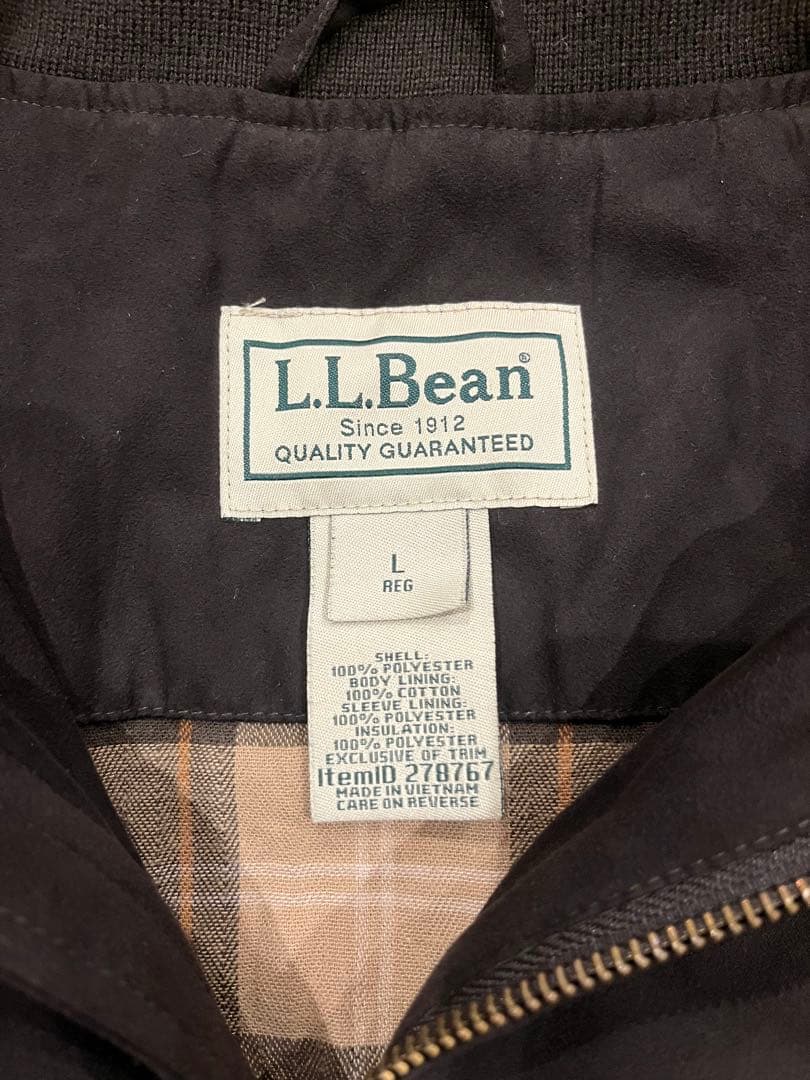 L.L.Bean®
Since 1912
QUALITY GUARANTEED
L
REG
SHELL:
100% POLYESTER
BODY LINING:
100% COTTON
SLEEVE LINING:
100% POLYESTER
INSULATION:
100% POLYESTER
EXCLUSIVE OF TRIM
ItemID 278767
MADE IN VIETNAM
CARE ON REVERSE